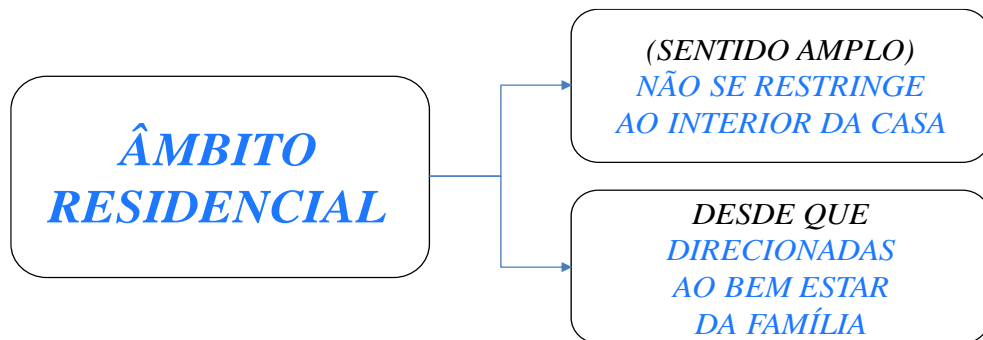 ÂMBITO
RESIDENCIAL
(SENTIDO AMPLO)
NÃO SE RESTRINGE
AO INTERIOR DA CASA
DESDE QUE
DIRECIONADAS
AO BEM ESTAR
DA FAMÍLIA